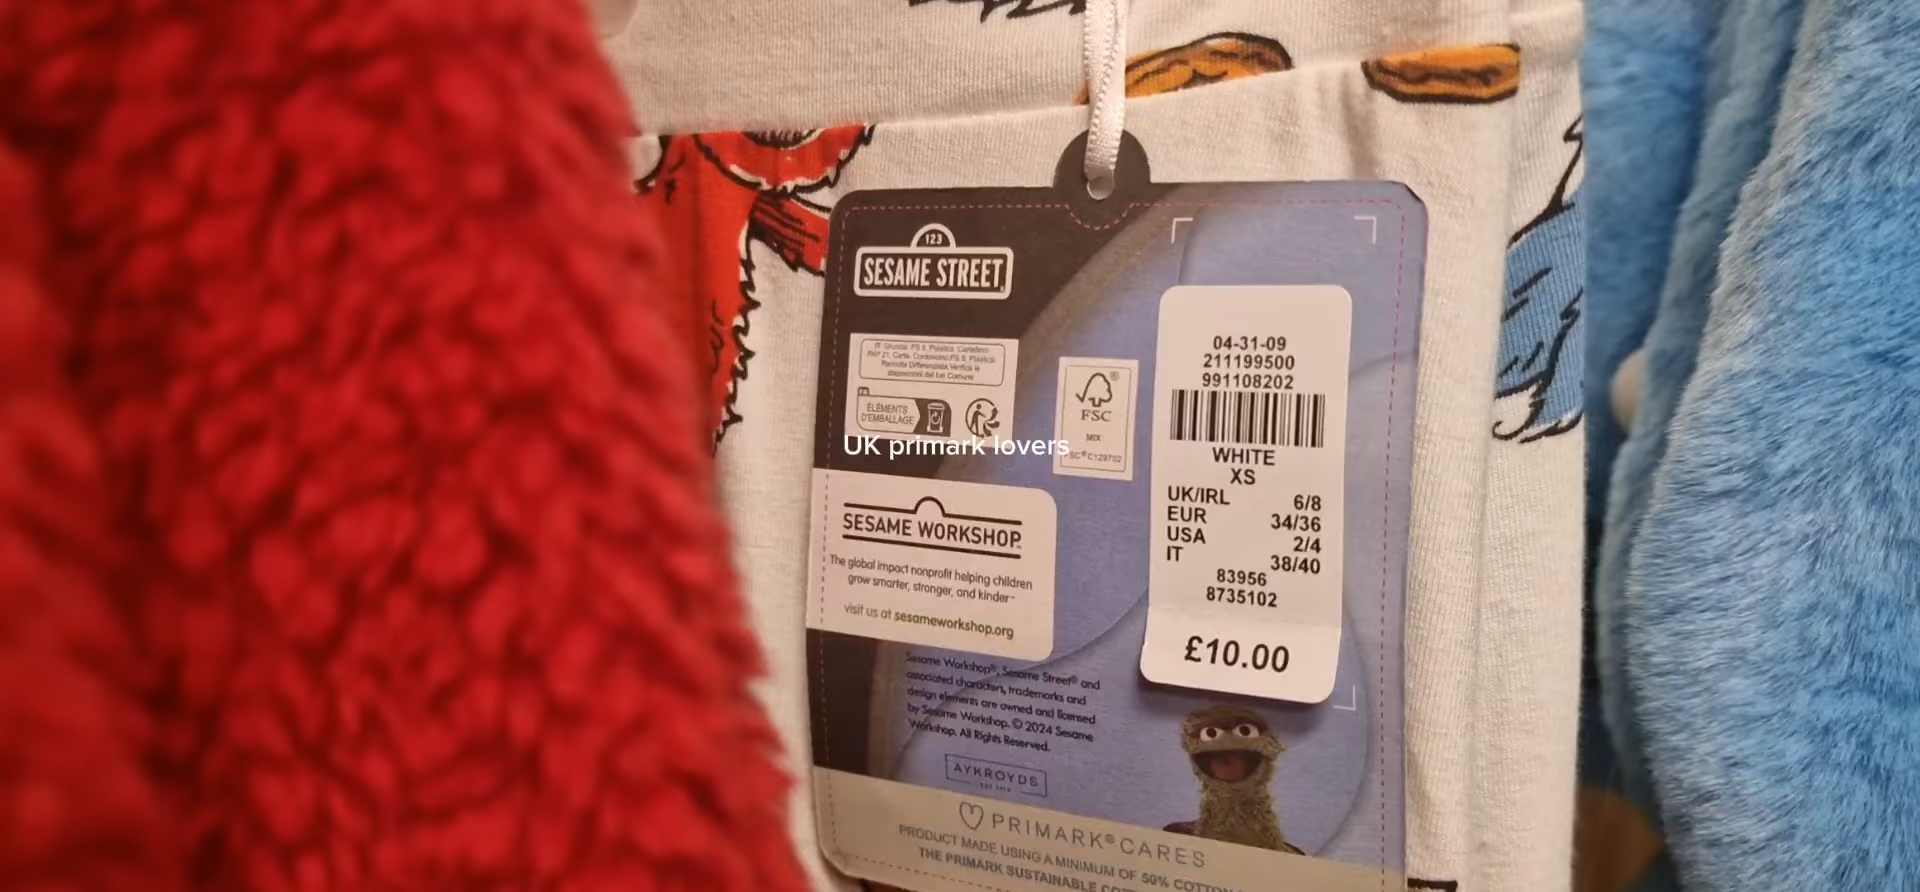 123
SESAME STREET
ÉLÉMENTS
D'EMBALLAGE
FSC
MIX
FSC® C129702
UK primark lovers
SESAME WORKSHOP
The global impact nonprofit helping children
grow smarter, stronger, and kinder™
visit us at sesameworkshop.org
Sesame Workshop®, Sesame Street® and
associated characters, trademarks and
design elements are owned and licensed
by Sesame Workshop. © 2024 Sesame
Workshop. All Rights Reserved.
AYKROYDS
04-31-09
211199500
991108202
WHITE
XS
UK/IRL 6/8
EUR 34/36
USA 2/4
IT 38/40
83956
8735102
£10.00
PRIMARK® CARES
PRODUCT MADE USING A MINIMUM OF 50% COTTON
THE PRIMARK SUSTAINABLE